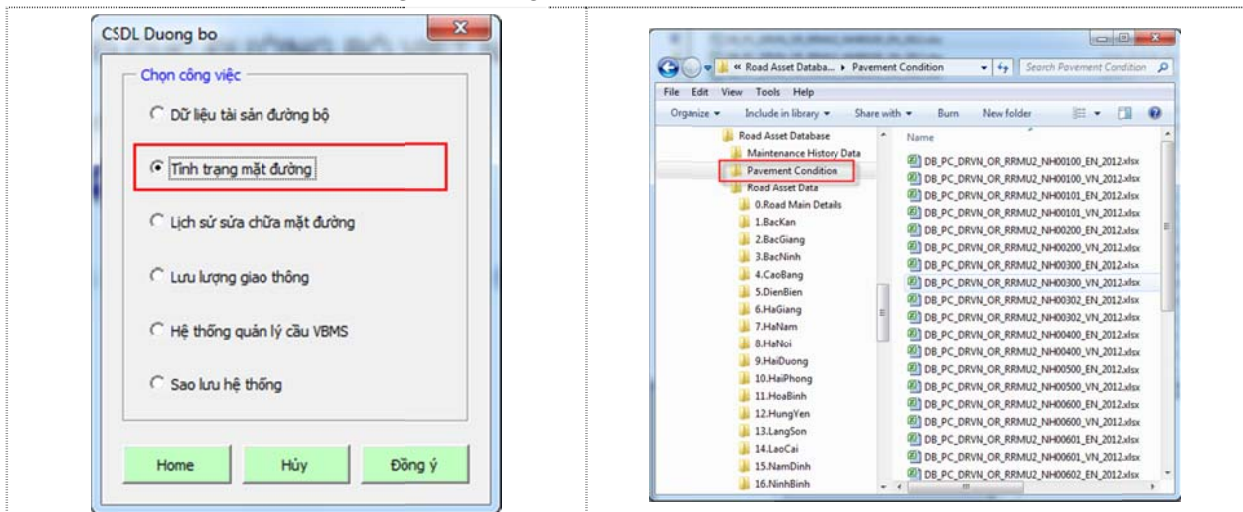 CSDL Duong bo
Chọn công việc
Dữ liệu tài sản đường bộ
Tình trạng mặt đường
Lịch sử sửa chữa mặt đường
Lưu lượng giao thông
Hệ thống quản lý cầu VBMS
Sao lưu hệ thống
Home Hủy Đồng ý
« Road Asset Databa... ▸ Pavement Condition Search Pavement Condition
File Edit View Tools Help
Organize Include in library Share with Burn New folder
Road Asset Database
Maintenance History Data
Pavement Condition
Road Asset Data
0.Road Main Details
1.BacKan
2.BacGiang
3.BacNinh
4.CaoBang
5.DienBien
6.HaGiang
7.HaNam
8.HaNoi
9.HaiDuong
10.HaiPhong
11.HoaBinh
12.HungYen
13.LangSon
14.LaoCai
15.NamDinh
16.NinhBinh
Name
DB_PC_DRVN_OR_RRMU2_NH00100_EN_2012.xlsx
DB_PC_DRVN_OR_RRMU2_NH00100_VN_2012.xlsx
DB_PC_DRVN_OR_RRMU2_NH00101_EN_2012.xlsx
DB_PC_DRVN_OR_RRMU2_NH00101_VN_2012.xlsx
DB_PC_DRVN_OR_RRMU2_NH00200_EN_2012.xlsx
DB_PC_DRVN_OR_RRMU2_NH00200_VN_2012.xlsx
DB_PC_DRVN_OR_RRMU2_NH00300_EN_2012.xlsx
DB_PC_DRVN_OR_RRMU2_NH00300_VN_2012.xlsx
DB_PC_DRVN_OR_RRMU2_NH00302_EN_2012.xlsx
DB_PC_DRVN_OR_RRMU2_NH00302_VN_2012.xlsx
DB_PC_DRVN_OR_RRMU2_NH00400_EN_2012.xlsx
DB_PC_DRVN_OR_RRMU2_NH00400_VN_2012.xlsx
DB_PC_DRVN_OR_RRMU2_NH00500_EN_2012.xlsx
DB_PC_DRVN_OR_RRMU2_NH00500_VN_2012.xlsx
DB_PC_DRVN_OR_RRMU2_NH00600_EN_2012.xlsx
DB_PC_DRVN_OR_RRMU2_NH00600_VN_2012.xlsx
DB_PC_DRVN_OR_RRMU2_NH00601_EN_2012.xlsx
DB_PC_DRVN_OR_RRMU2_NH00601_VN_2012.xlsx
DB_PC_DRVN_OR_RRMU2_NH00602_EN_2012.xlsx